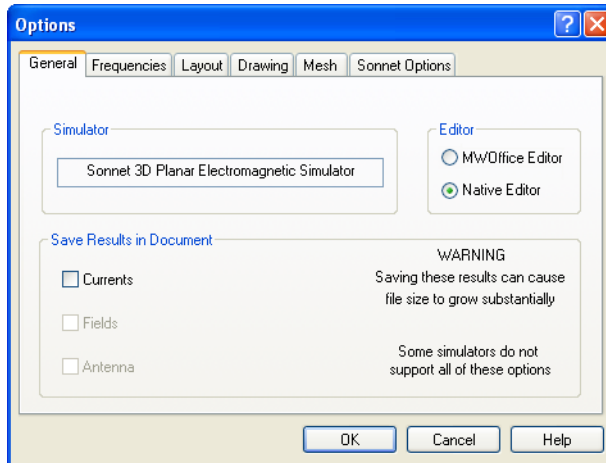 Options
General Frequencies Layout Drawing Mesh Sonnet Options
Simulator
Sonnet 3D Planar Electromagnetic Simulator
Editor
MWOffice Editor
Native Editor
Save Results in Document
Currents
Fields
Antenna
WARNING
Saving these results can cause
file size to grow substantially
Some simulators do not
support all of these options
OK Cancel Help